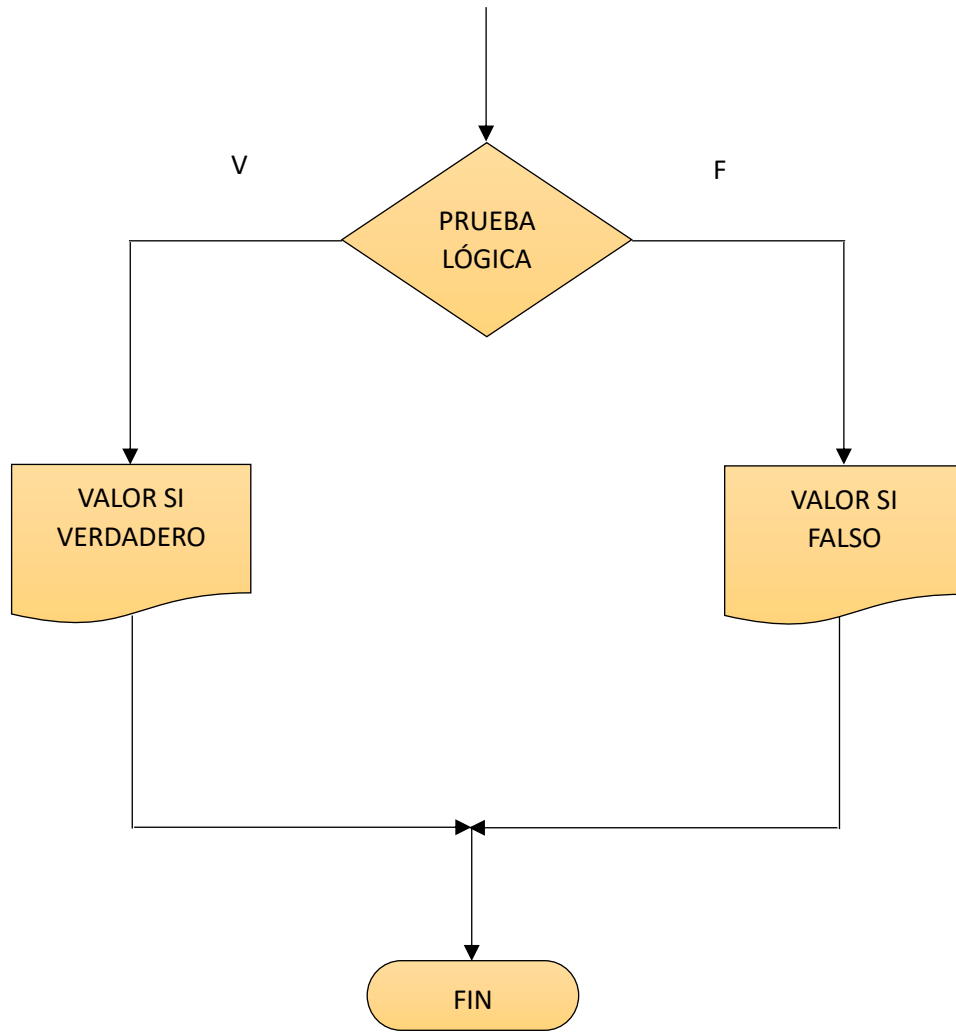 V
F
PRUEBA
LÓGICA
VALOR SI
VERDADERO
VALOR SI
FALSO
FIN